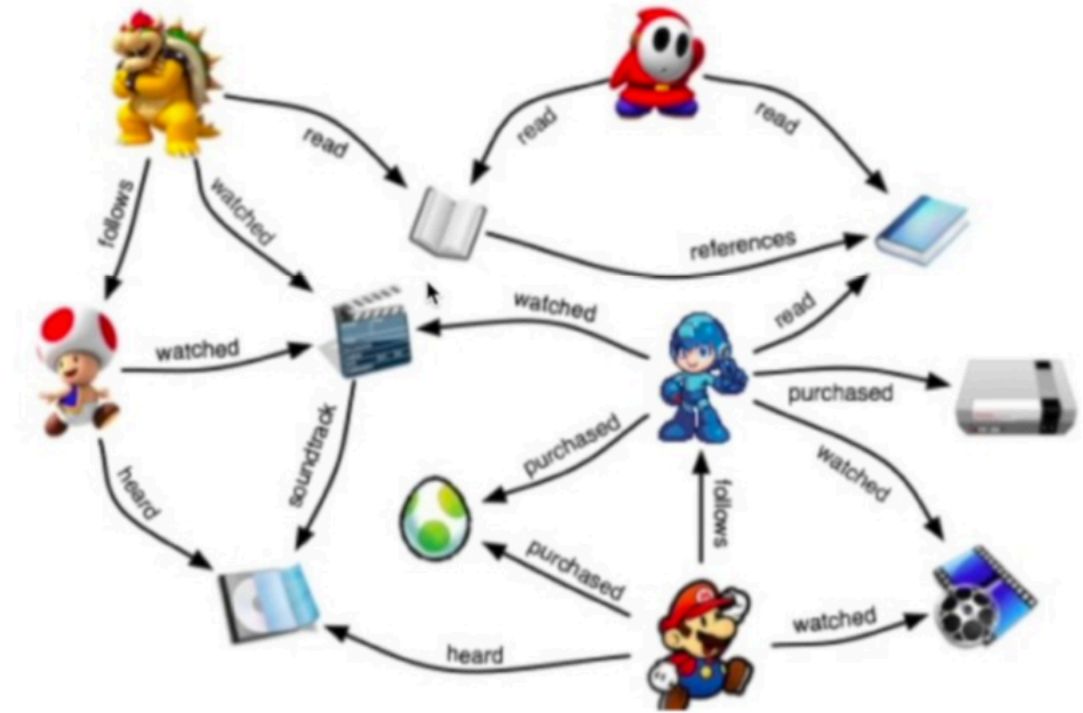 read
read
read
follows
watched
references
watched
read
watched
purchased
soundtrack
purchased
watched
heard
follows
purchased
watched
heard